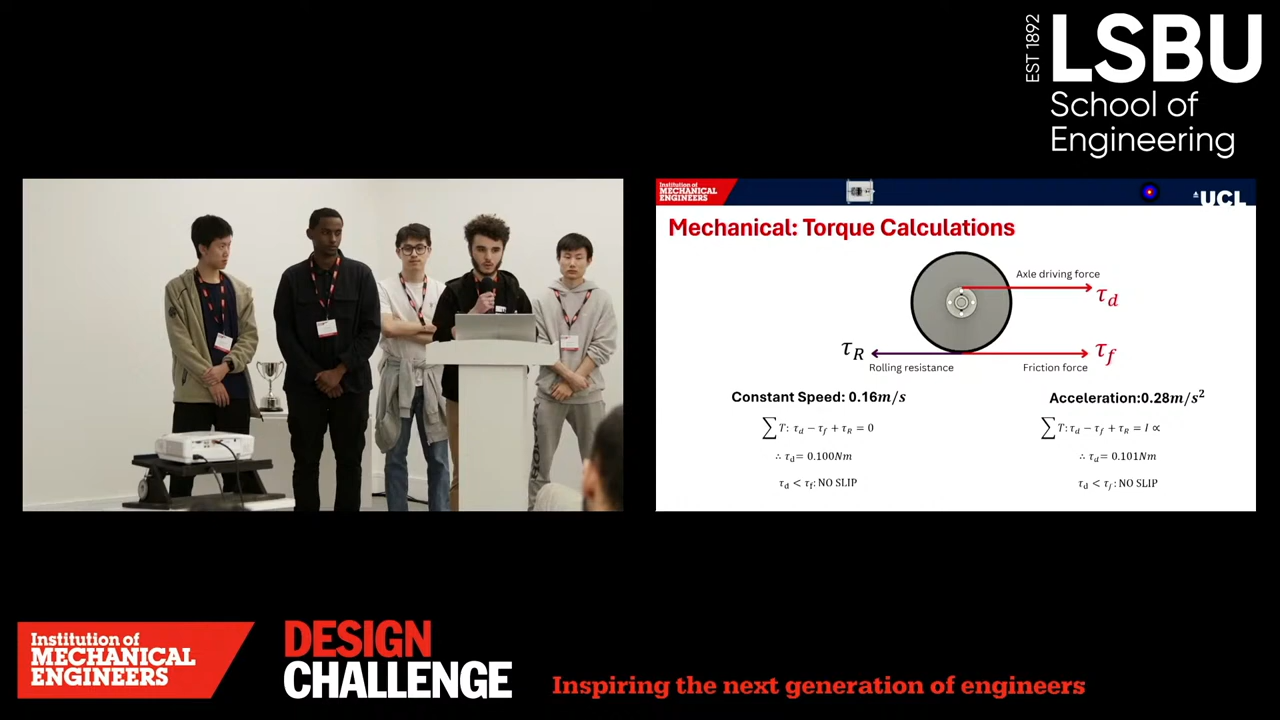 EST 1892
LSBU
School of
Engineering
Institution of
MECHANICAL
ENGINEERS
UCL
Mechanical: Torque Calculations
Axle driving force
τd
τR
τf
Rolling resistance
Friction force
Constant Speed: 0.16m/s
Acceleration:0.28m/s²
∑T: τd − τf + τR = 0
∑T:τd − τf + τR = I ∝
∴ τd= 0.100Nm
∴ τd= 0.101Nm
τd < τf: NO SLIP
τd < τf: NO SLIP
Institution of
MECHANICAL
ENGINEERS
DESIGN
CHALLENGE
Inspiring the next generation of engineers